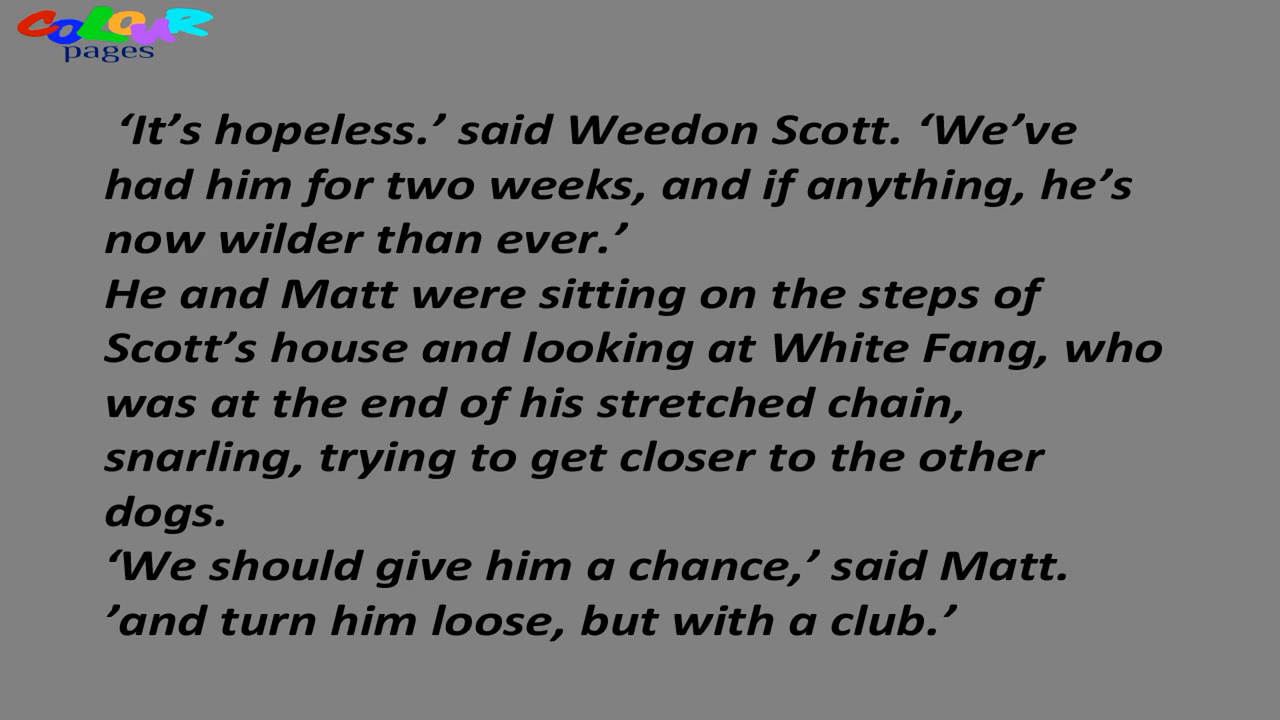 COLOUR
pages
‘It’s hopeless.’ said Weedon Scott. ‘We’ve
had him for two weeks, and if anything, he’s
now wilder than ever.’
He and Matt were sitting on the steps of
Scott’s house and looking at White Fang, who
was at the end of his stretched chain,
snarling, trying to get closer to the other
dogs.
‘We should give him a chance,’ said Matt.
’and turn him loose, but with a club.’